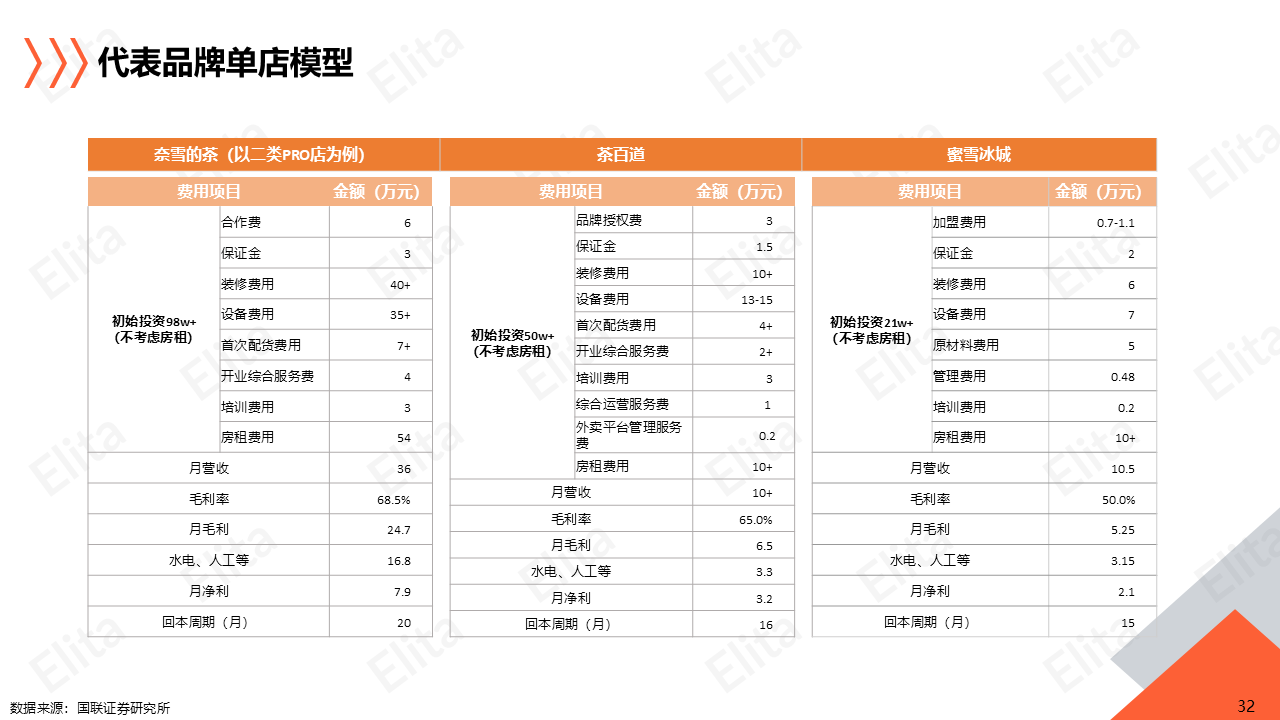 代表品牌单店模型
奈雪的茶（以二类PRO店为例） 茶百道 蜜雪冰城
费用项目 金额（万元）
初始投资98w+
（不考虑房租）
合作费 6
保证金 3
装修费用 40+
设备费用 35+
首次配货费用 7+
开业综合服务费 4
培训费用 3
房租费用 54
月营收 36
毛利率 68.5%
月毛利 24.7
水电、人工等 16.8
月净利 7.9
回本周期（月） 20
费用项目 金额（万元）
初始投资50w+
（不考虑房租）
品牌授权费 3
保证金 1.5
装修费用 10+
设备费用 13-15
首次配货费用 4+
开业综合服务费 2+
培训费用 3
综合运营服务费 1
外卖平台管理服务
费 0.2
房租费用 10+
月营收 10+
毛利率 65.0%
月毛利 6.5
水电、人工等 3.3
月净利 3.2
回本周期（月） 16
费用项目 金额（万元）
初始投资21w+
（不考虑房租）
加盟费用 0.7-1.1
保证金 2
装修费用 6
设备费用 7
原材料费用 5
管理费用 0.48
培训费用 0.2
房租费用 10+
月营收 10.5
毛利率 50.0%
月毛利 5.25
水电、人工等 3.15
月净利 2.1
回本周期（月） 15
数据来源：国联证券研究所
32
Elita